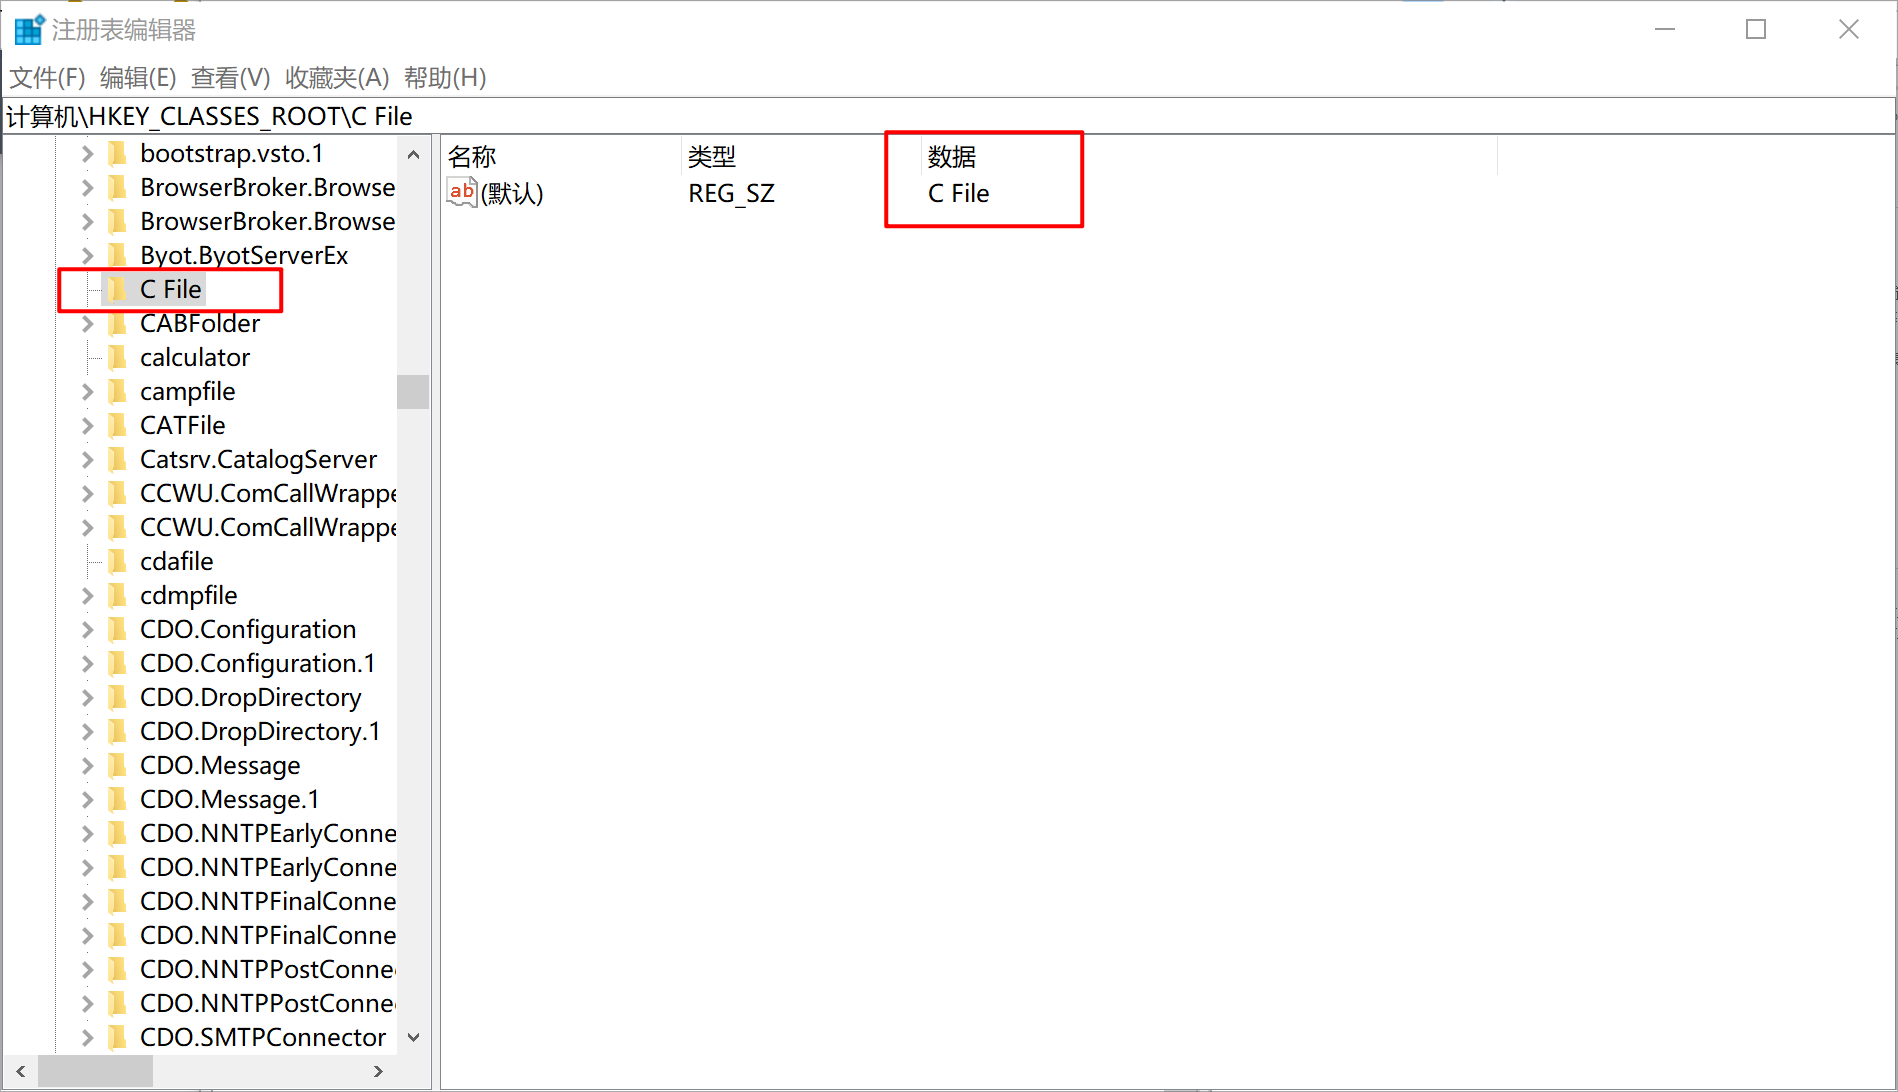 注册表编辑器
文件(F) 编辑(E) 查看(V) 收藏夹(A) 帮助(H)
计算机\HKEY_CLASSES_ROOT\C File
bootstrap.vsto.1
BrowserBroker.Browse
BrowserBroker.Browse
Byot.ByotServerEx
C File
CABFolder
calculator
campfile
CATFile
Catsrv.CatalogServer
CCWU.ComCallWrappe
CCWU.ComCallWrappe
cdafile
cdmpfile
CDO.Configuration
CDO.Configuration.1
CDO.DropDirectory
CDO.DropDirectory.1
CDO.Message
CDO.Message.1
CDO.NNTPEarlyConne
CDO.NNTPEarlyConne
CDO.NNTPFinalConne
CDO.NNTPFinalConne
CDO.NNTPPostConnec
CDO.NNTPPostConnec
CDO.SMTPConnector
名称 类型 数据
ab (默认) REG_SZ C File